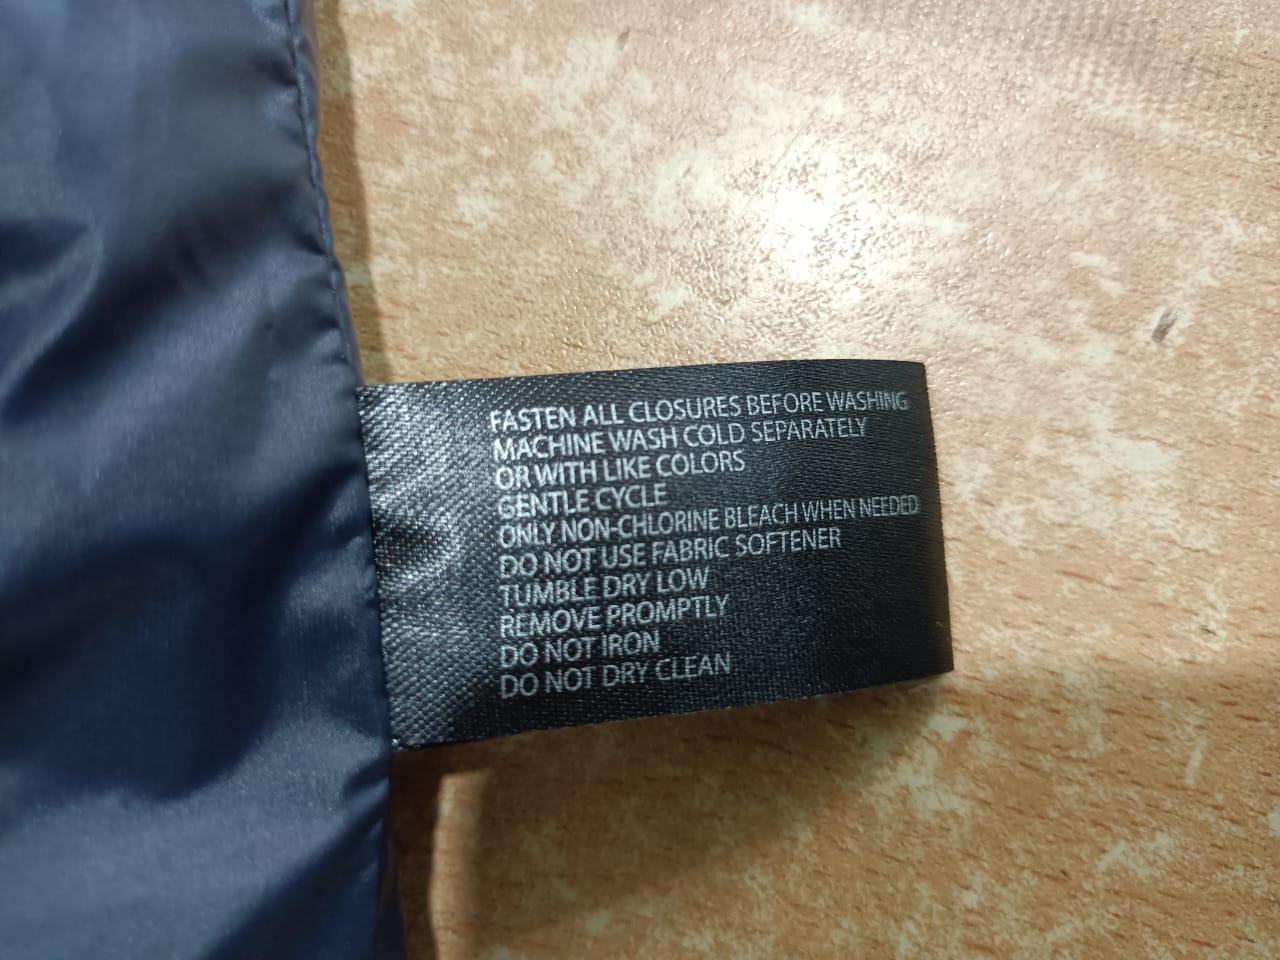 FASTEN ALL CLOSURES BEFORE WASHING
MACHINE WASH COLD SEPARATELY
OR WITH LIKE COLORS
GENTLE CYCLE
ONLY NON-CHLORINE BLEACH WHEN NEEDED
DO NOT USE FABRIC SOFTENER
TUMBLE DRY LOW
REMOVE PROMPTLY
DO NOT IRON
DO NOT DRY CLEAN